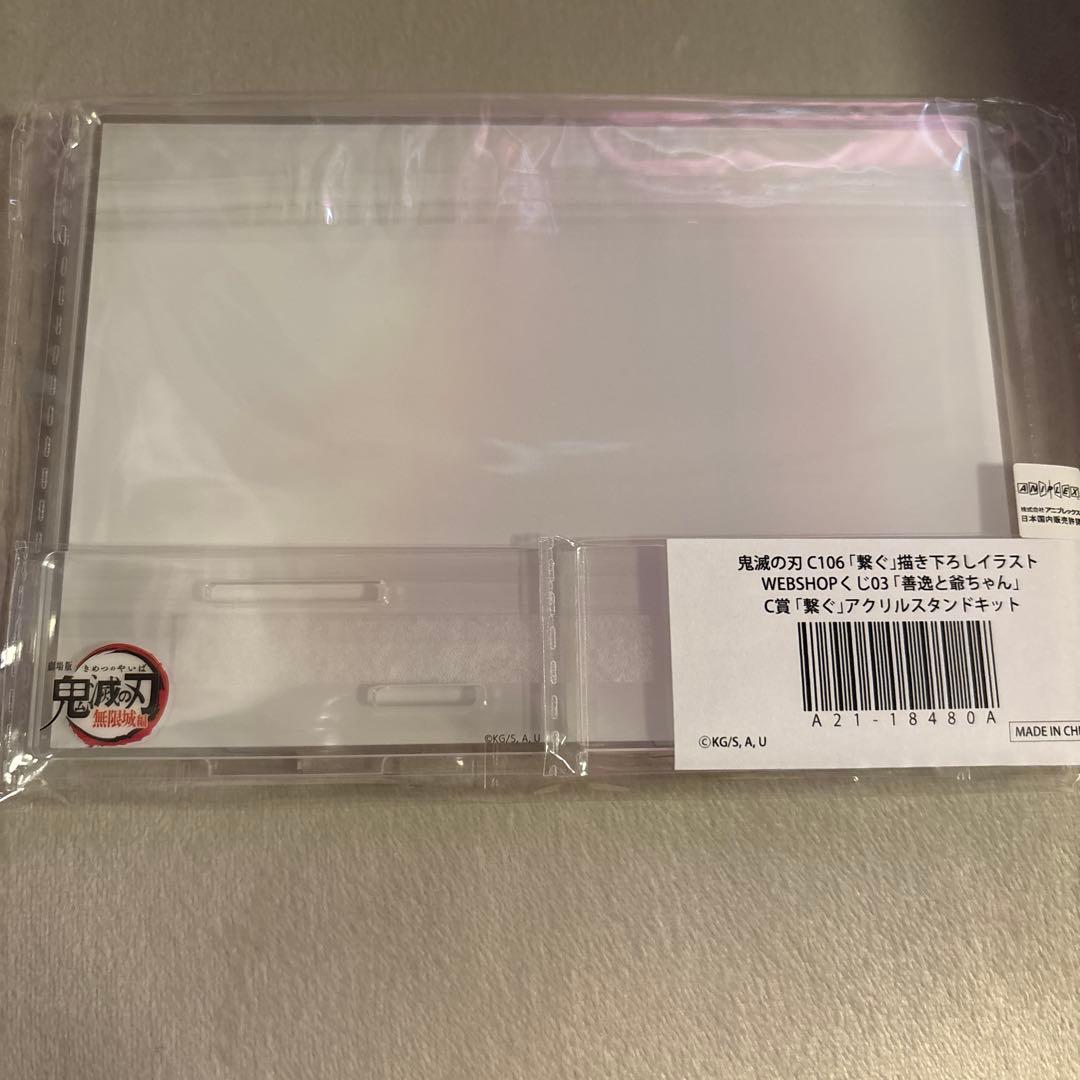 ANIPLEX
株式会社アニプレックス
日本国内販売許諾
鬼滅の刃 C106「繋ぐ」描き下ろしイラスト
WEBSHOPくじ03「善逸と爺ちゃん」
C賞「繋ぐ」アクリルスタンドキット
A21-18480A
©KG/S, A, U
MADE IN CHI
劇場版
きめつのやいば
鬼滅の刃
無限城編
©KG/S, A, U